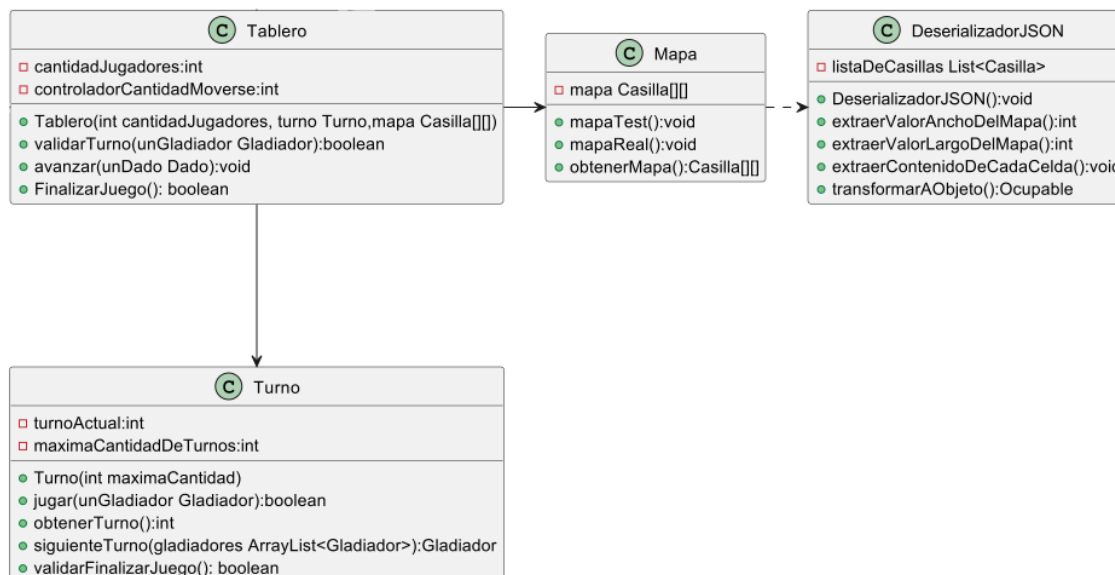 C Tablero
cantidadJugadores:int
controladorCantidadMoverse:int
Tablero(int cantidadJugadores, turno Turno,mapa Casilla[][])
validarTurno(unGladiador Gladiador):boolean
avanzar(unDado Dado):void
FinalizarJuego(): boolean
C Mapa
mapa Casilla[][]
mapaTest():void
mapaReal():void
obtenerMapa():Casilla[][]
C DeserializadorJSON
listaDeCasillas List<Casilla>
DeserializadorJSON():void
extraerValorAnchoDelMapa():int
extraerValorLargoDelMapa():int
extraerContenidoDeCadaCelda():void
transformarAObjeto():Ocupable
C Turno
turnoActual:int
maximaCantidadDeTurnos:int
Turno(int maximaCantidad)
jugar(unGladiador Gladiador):boolean
obtenerTurno():int
siguienteTurno(gladiadores ArrayList<Gladiador>):Gladiador
validarFinalizarJuego(): boolean